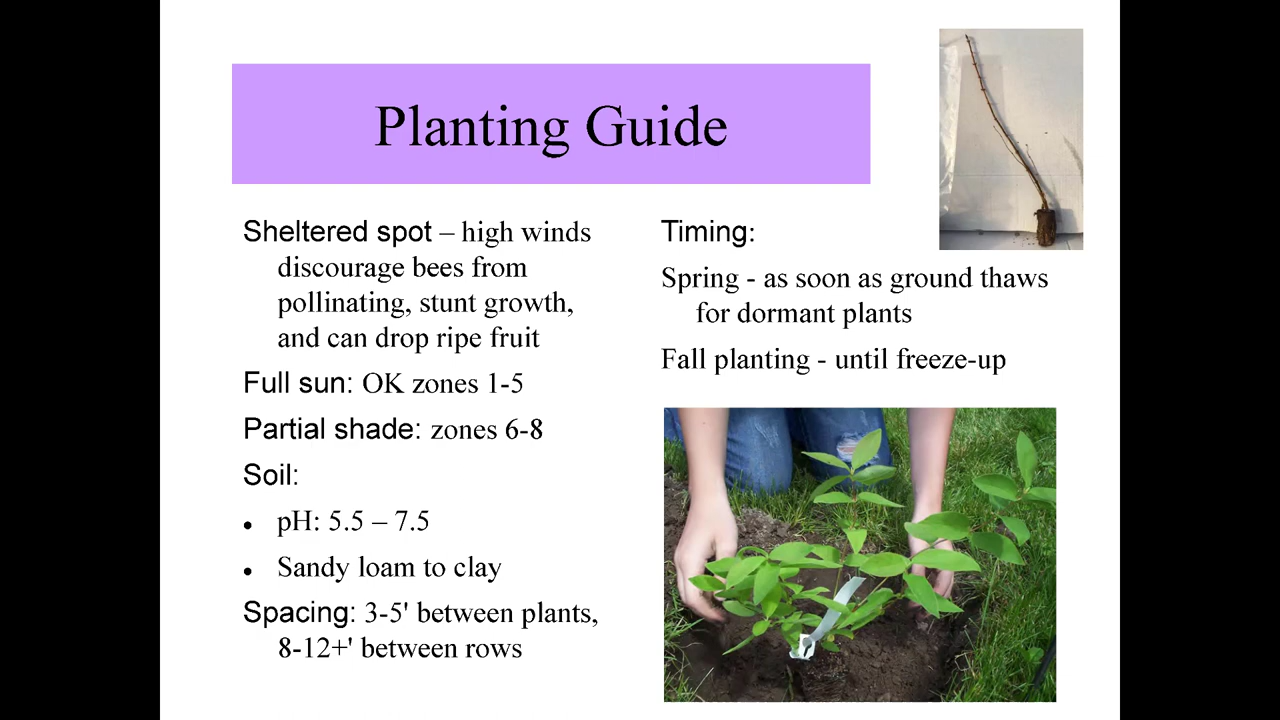 Planting Guide
Sheltered spot – high winds
discourage bees from
pollinating, stunt growth,
and can drop ripe fruit
Full sun: OK zones 1-5
Partial shade: zones 6-8
Soil:
• pH: 5.5 – 7.5
• Sandy loam to clay
Spacing: 3-5' between plants,
8-12+' between rows
Timing:
Spring - as soon as ground thaws
for dormant plants
Fall planting - until freeze-up